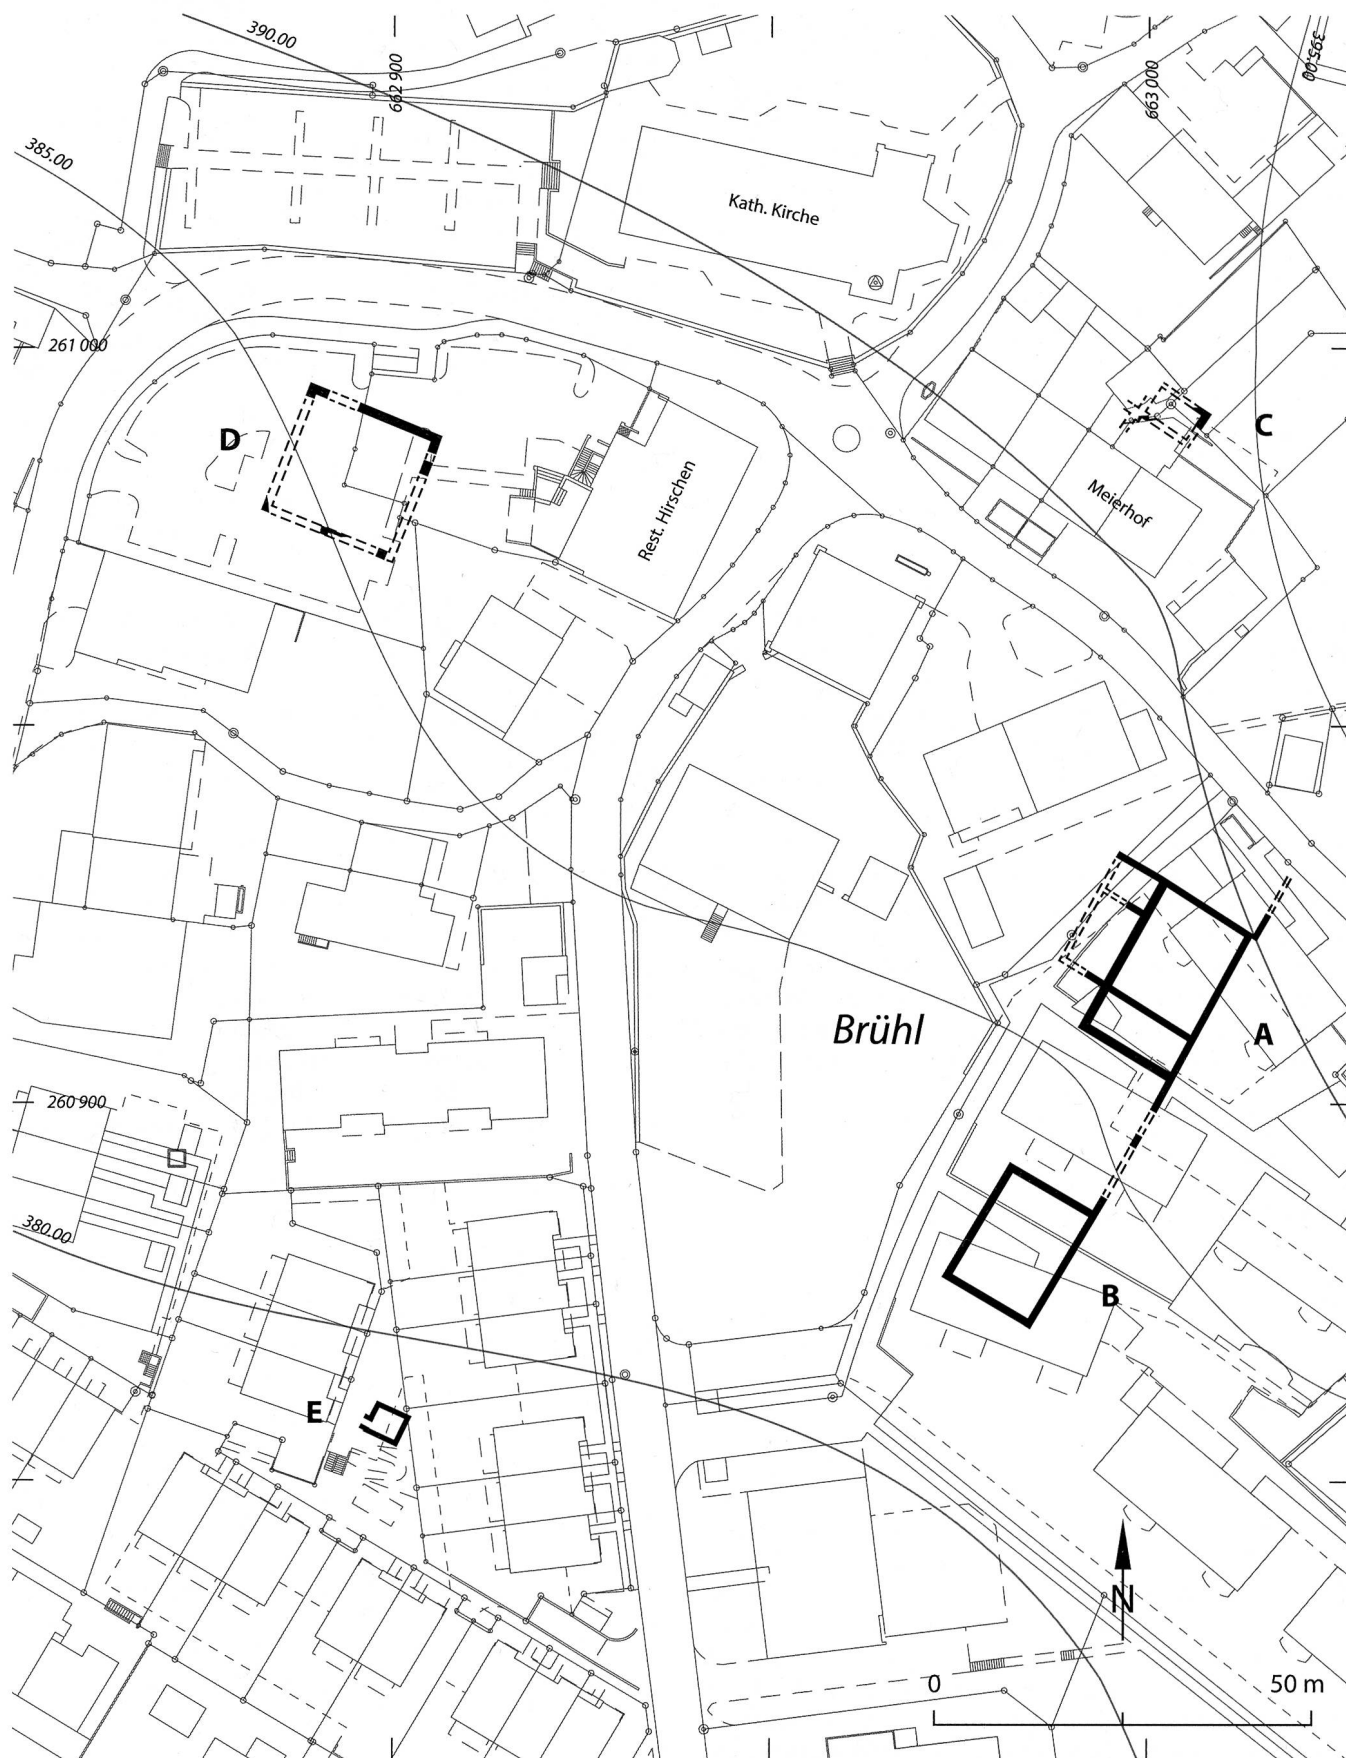 390.00
662 900
663 000
395.00
385.00
Kath. Kirche
261 000
D
C
Rest. Hirschen
Meierhof
Brühl
A
260 900
380.00
B
E
N
0 50 m